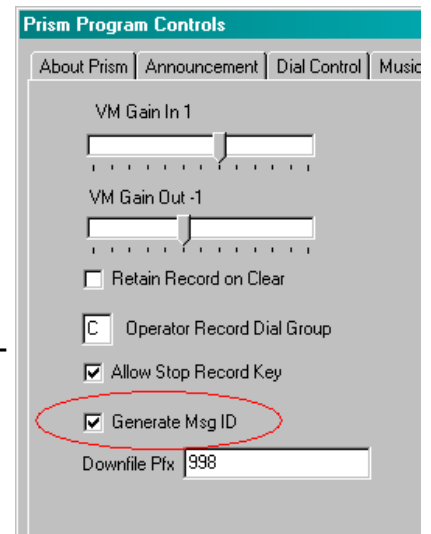 Prism Program Controls
About Prism Announcement Dial Control Music
VM Gain In 1
VM Gain Out -1
Retain Record on Clear
C Operator Record Dial Group
Allow Stop Record Key
Generate Msg ID
Downfile Pfx 998